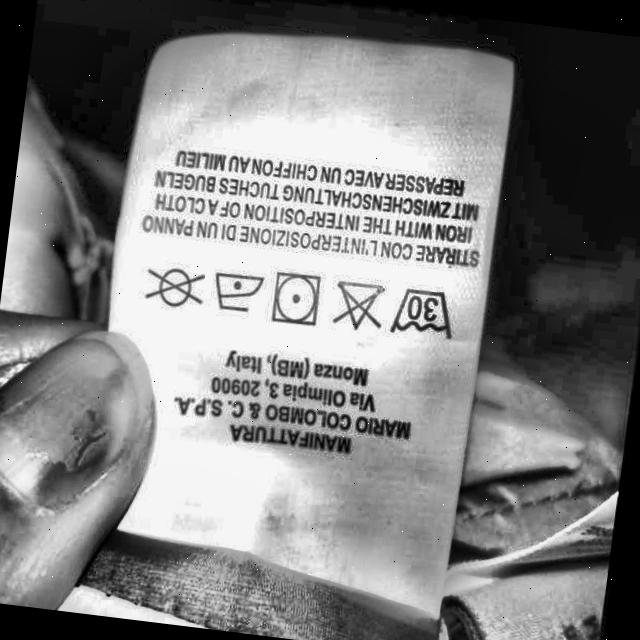 MANIFATTURA
MARIO COLOMBO & C. S.P.A.
Via Olimpia 3, 20900
Monza (MB), Italy
30
STIRARE CON L'INTERPOSIZIONE DI UN PANNO
IRON WITH THE INTERPOSITION OF A CLOTH
MIT ZWISCHENSCHALTUNG TUCHES BUGELN
REPASSER AVEC UN CHIFFON AU MILIEU